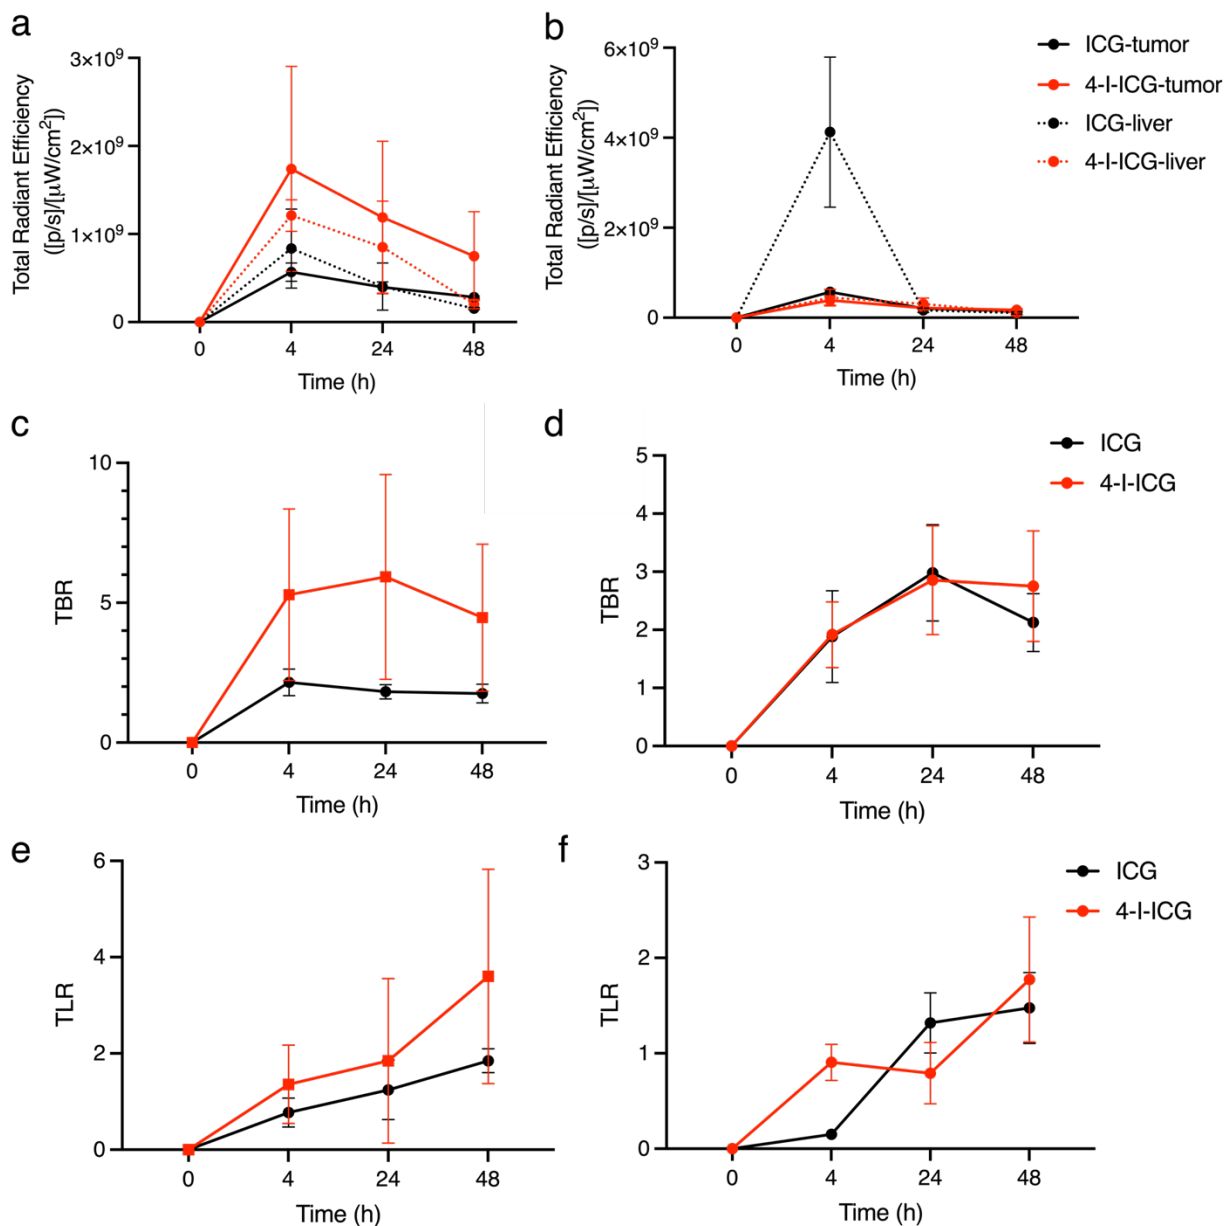 a
Total Radiant Efficiency
([p/s]/[μW/cm²])
3×10⁹
2×10⁹
1×10⁹
0
0 4 24 48
Time (h)
b
Total Radiant Efficiency
([p/s]/[μW/cm²])
6×10⁹
4×10⁹
2×10⁹
0
0 4 24 48
Time (h)
ICG-tumor
4-I-ICG-tumor
ICG-liver
4-I-ICG-liver
c
TBR
10
5
0
0 4 24 48
Time (h)
d
TBR
5
4
3
2
1
0
0 4 24 48
Time (h)
ICG
4-I-ICG
e
TLR
6
4
2
0
0 4 24 48
Time (h)
f
TLR
3
2
1
0
0 4 24 48
Time (h)
ICG
4-I-ICG